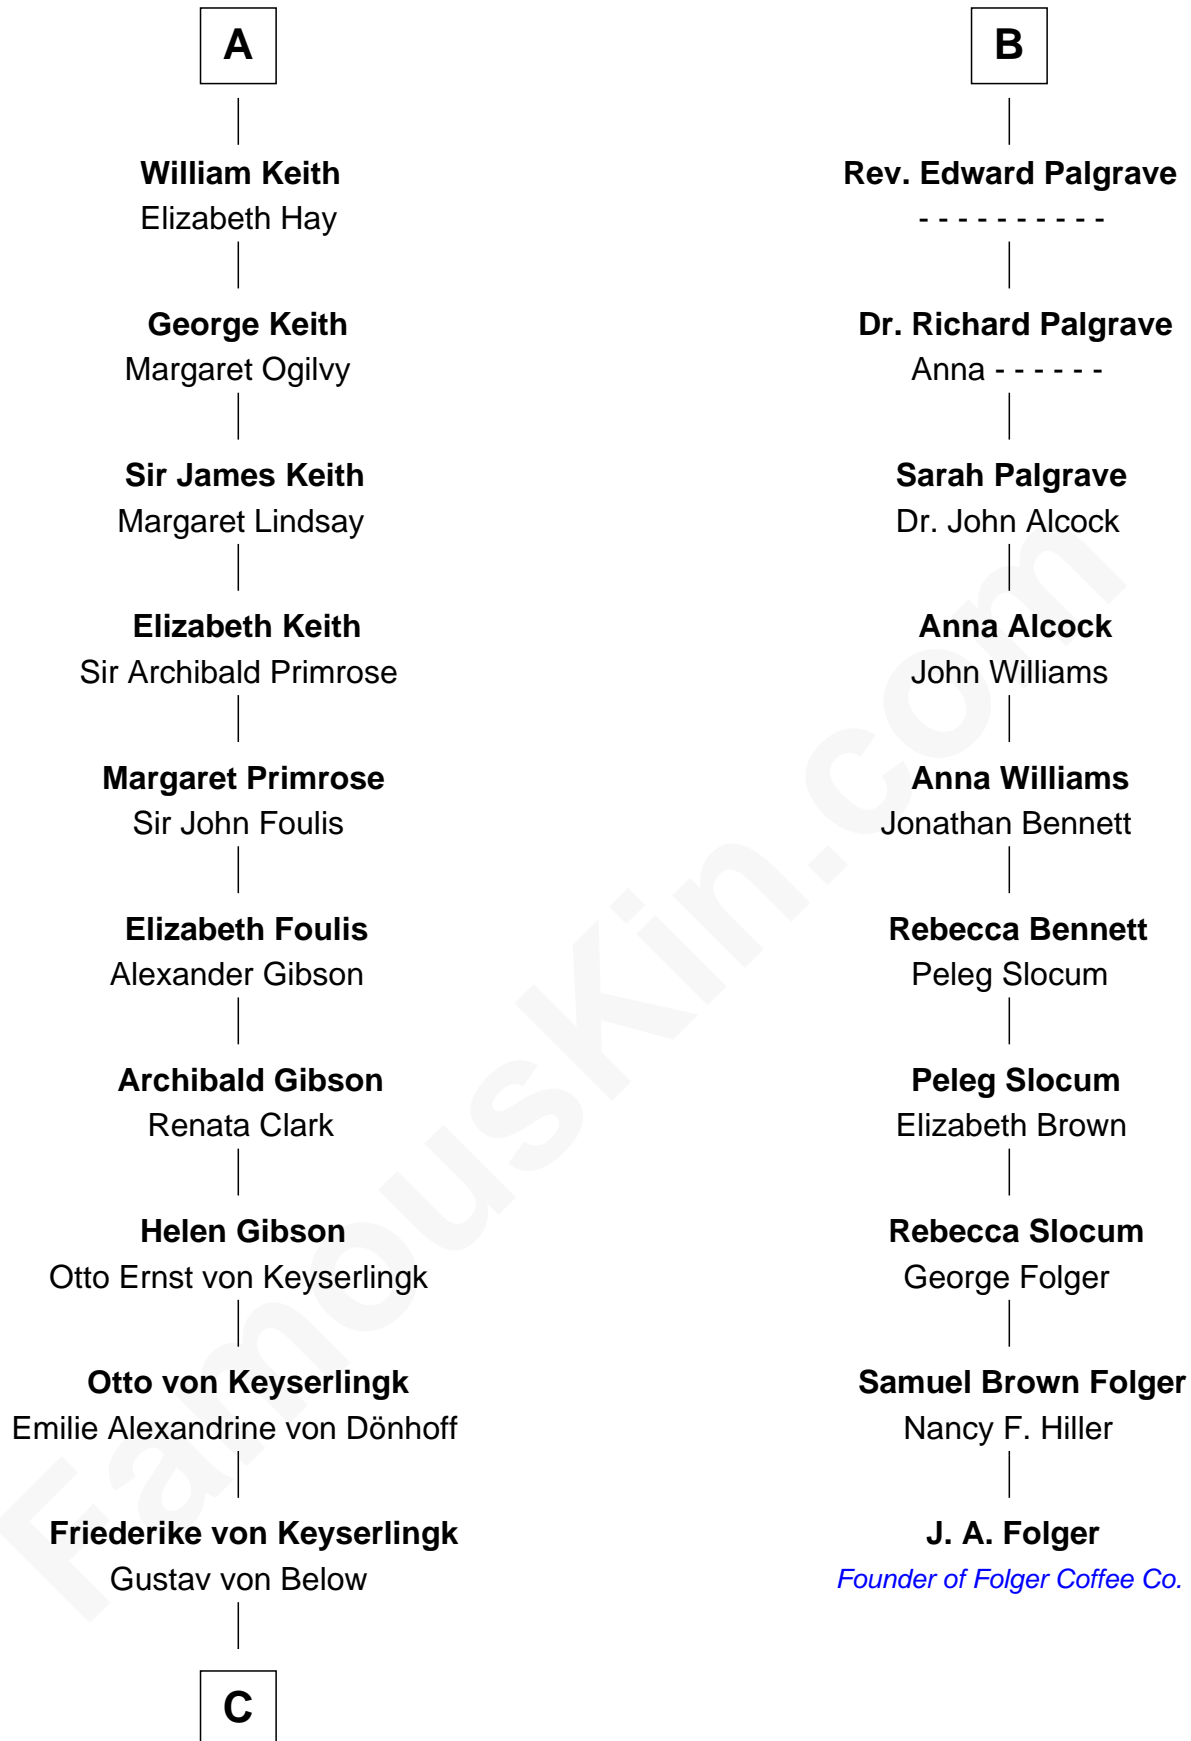 A
William Keith
Elizabeth Hay
George Keith
Margaret Ogilvy
Sir James Keith
Margaret Lindsay
Elizabeth Keith
Sir Archibald Primrose
Margaret Primrose
Sir John Foulis
Elizabeth Foulis
Alexander Gibson
Archibald Gibson
Renata Clark
Helen Gibson
Otto Ernst von Keyserlingk
Otto von Keyserlingk
Emilie Alexandrine von Dönhoff
Friederike von Keyserlingk
Gustav von Below
C
B
Rev. Edward Palgrave
- - - - - - - - - -
Dr. Richard Palgrave
Anna - - - - - -
Sarah Palgrave
Dr. John Alcock
Anna Alcock
John Williams
Anna Williams
Jonathan Bennett
Rebecca Bennett
Peleg Slocum
Peleg Slocum
Elizabeth Brown
Rebecca Slocum
George Folger
Samuel Brown Folger
Nancy F. Hiller
J. A. Folger
Founder of Folger Coffee Co.
FamousKin.com